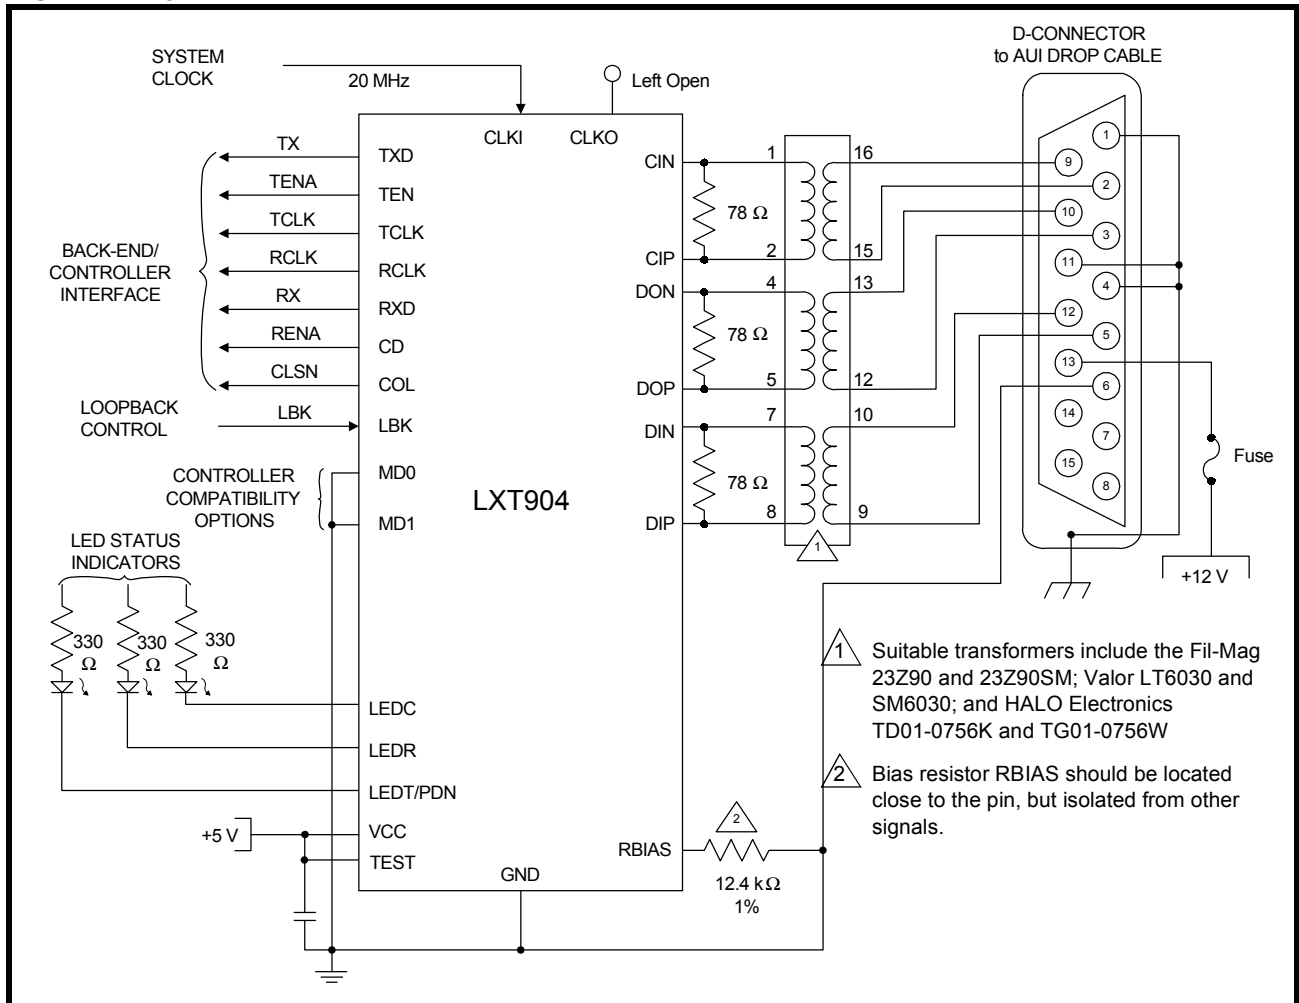 D-CONNECTOR
to AUI DROP CABLE
SYSTEM
CLOCK
20 MHz
Left Open
CLKI
CLKO
TX
TENA
TCLK
RCLK
RX
RENA
CLSN
LBK
BACK-END/
CONTROLLER
INTERFACE
LOOPBACK
CONTROL
CONTROLLER
COMPATIBILITY
OPTIONS
LED STATUS
INDICATORS
330
Ω
330
Ω
330
Ω
+5 V
TXD
TEN
TCLK
RCLK
RXD
CD
COL
LBK
MD0
MD1
LXT904
LEDC
LEDR
LEDT/PDN
VCC
TEST
GND
CIN
CIP
DON
DOP
DIN
DIP
RBIAS
78 Ω
78 Ω
78 Ω
1
2
4
5
7
8
16
15
13
12
10
9
1
1
9
2
10
3
11
4
12
5
13
6
14
7
15
8
Fuse
+12 V
2
12.4 kΩ
1%
1 Suitable transformers include the Fil-Mag
23Z90 and 23Z90SM; Valor LT6030 and
SM6030; and HALO Electronics
TD01-0756K and TG01-0756W
2 Bias resistor RBIAS should be located
close to the pin, but isolated from other
signals.